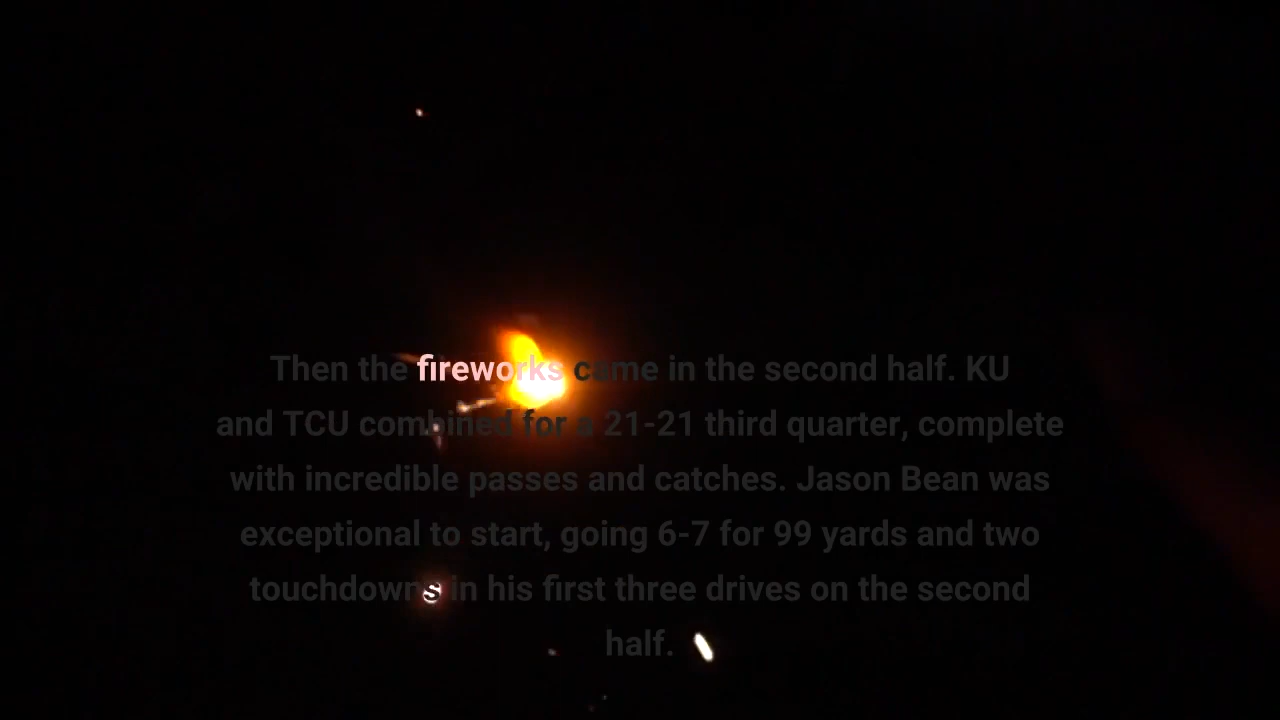 Then the fireworks came in the second half. KU
and TCU combined for a 21-21 third quarter, complete
with incredible passes and catches. Jason Bean was
exceptional to start, going 6-7 for 99 yards and two
touchdowns in his first three drives on the second
half.